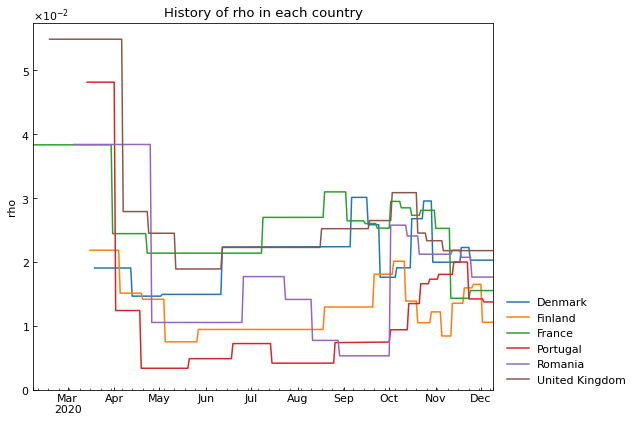 History of rho in each country
×10⁻²
5
4
3
2
1
0
rho
Mar Apr May Jun Jul Aug Sep Oct Nov Dec
2020
Denmark
Finland
France
Portugal
Romania
United Kingdom